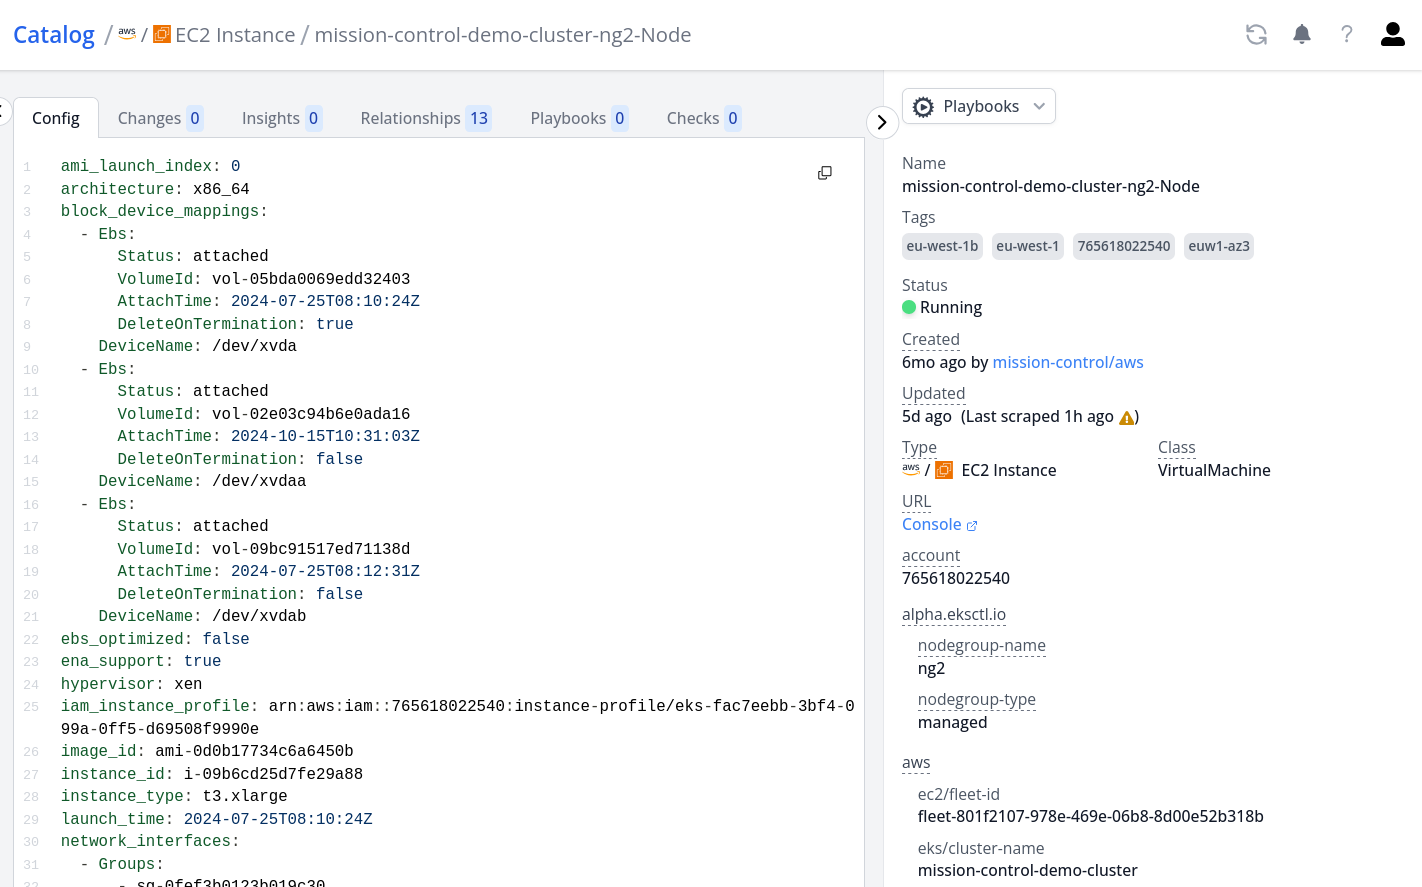 Catalog / aws / EC2 Instance / mission-control-demo-cluster-ng2-Node
?
Config
Changes 0
Insights 0
Relationships 13
Playbooks 0
Checks 0
1 ami_launch_index: 0
2 architecture: x86_64
3 block_device_mappings:
4 - Ebs:
5 Status: attached
6 VolumeId: vol-05bda0069edd32403
7 AttachTime: 2024-07-25T08:10:24Z
8 DeleteOnTermination: true
9 DeviceName: /dev/xvda
10 - Ebs:
11 Status: attached
12 VolumeId: vol-02e03c94b6e0ada16
13 AttachTime: 2024-10-15T10:31:03Z
14 DeleteOnTermination: false
15 DeviceName: /dev/xvdaa
16 - Ebs:
17 Status: attached
18 VolumeId: vol-09bc91517ed71138d
19 AttachTime: 2024-07-25T08:12:31Z
20 DeleteOnTermination: false
21 DeviceName: /dev/xvdab
22 ebs_optimized: false
23 ena_support: true
24 hypervisor: xen
25 iam_instance_profile: arn:aws:iam::765618022540:instance-profile/eks-fac7eebb-3bf4-0
99a-0ff5-d69508f9990e
26 image_id: ami-0d0b17734c6a6450b
27 instance_id: i-09b6cd25d7fe29a88
28 instance_type: t3.xlarge
29 launch_time: 2024-07-25T08:10:24Z
30 network_interfaces:
31 - Groups:
32 - sg-0fef3b0123b019c30
Playbooks
Name
mission-control-demo-cluster-ng2-Node
Tags
eu-west-1b eu-west-1 765618022540 euw1-az3
Status
Running
Created
6mo ago by mission-control/aws
Updated
5d ago (Last scraped 1h ago )
Type
aws / EC2 Instance
Class
VirtualMachine
URL
Console
account
765618022540
alpha.eksctl.io
nodegroup-name
ng2
nodegroup-type
managed
aws
ec2/fleet-id
fleet-801f2107-978e-469e-06b8-8d00e52b318b
eks/cluster-name
mission-control-demo-cluster